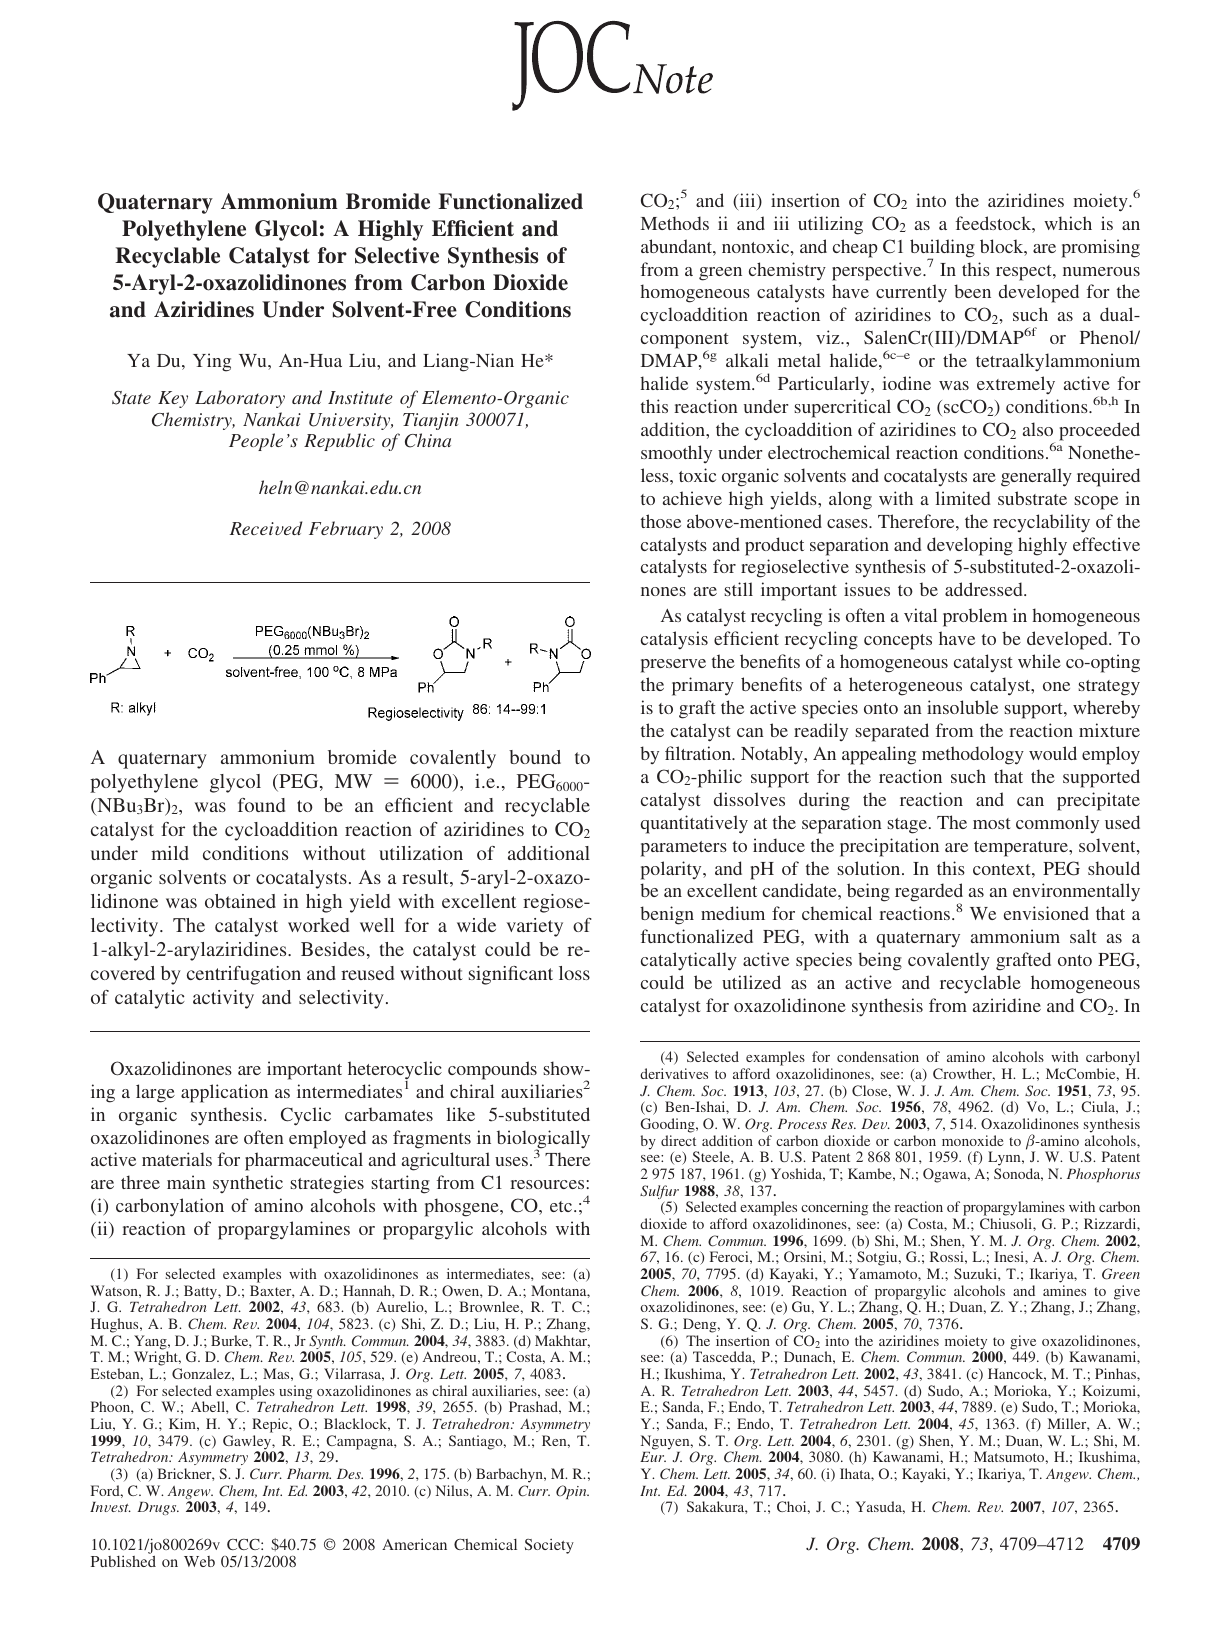 JOC Note
Quaternary Ammonium Bromide Functionalized
Polyethylene Glycol: A Highly Efficient and
Recyclable Catalyst for Selective Synthesis of
5-Aryl-2-oxazolidinones from Carbon Dioxide
and Aziridines Under Solvent-Free Conditions
Ya Du, Ying Wu, An-Hua Liu, and Liang-Nian He*
State Key Laboratory and Institute of Elemento-Organic
Chemistry, Nankai University, Tianjin 300071,
People's Republic of China
heln@nankai.edu.cn
Received February 2, 2008
R
N
Ph
+ CO2
PEG6000(NBu3Br)2
(0.25 mmol %)
solvent-free, 100 ºC, 8 MPa
O
O N R
Ph
+
O
R N O
Ph
R: alkyl
Regioselectivity 86: 14--99:1
A quaternary ammonium bromide covalently bound to
polyethylene glycol (PEG, MW = 6000), i.e., PEG6000-
(NBu3Br)2, was found to be an efficient and recyclable
catalyst for the cycloaddition reaction of aziridines to CO2
under mild conditions without utilization of additional
organic solvents or cocatalysts. As a result, 5-aryl-2-oxazo-
lidinone was obtained in high yield with excellent regiose-
lectivity. The catalyst worked well for a wide variety of
1-alkyl-2-arylaziridines. Besides, the catalyst could be re-
covered by centrifugation and reused without significant loss
of catalytic activity and selectivity.
Oxazolidinones are important heterocyclic compounds show-
ing a large application as intermediates1 and chiral auxiliaries2
in organic synthesis. Cyclic carbamates like 5-substituted
oxazolidinones are often employed as fragments in biologically
active materials for pharmaceutical and agricultural uses.3 There
are three main synthetic strategies starting from C1 resources:
(i) carbonylation of amino alcohols with phosgene, CO, etc.;4
(ii) reaction of propargylamines or propargylic alcohols with
(1) For selected examples with oxazolidinones as intermediates, see: (a)
Watson, R. J.; Batty, D.; Baxter, A. D.; Hannah, D. R.; Owen, D. A.; Montana,
J. G. Tetrahedron Lett. 2002, 43, 683. (b) Aurelio, L.; Brownlee, R. T. C.;
Hughus, A. B. Chem. Rev. 2004, 104, 5823. (c) Shi, Z. D.; Liu, H. P.; Zhang,
M. C.; Yang, D. J.; Burke, T. R., Jr Synth. Commun. 2004, 34, 3883. (d) Makhtar,
T. M.; Wright, G. D. Chem. Rev. 2005, 105, 529. (e) Andreou, T.; Costa, A. M.;
Esteban, L.; Gonzalez, L.; Mas, G.; Vilarrasa, J. Org. Lett. 2005, 7, 4083.
(2) For selected examples using oxazolidinones as chiral auxiliaries, see: (a)
Phoon, C. W.; Abell, C. Tetrahedron Lett. 1998, 39, 2655. (b) Prashad, M.;
Liu, Y. G.; Kim, H. Y.; Repic, O.; Blacklock, T. J. Tetrahedron: Asymmetry
1999, 10, 3479. (c) Gawley, R. E.; Campagna, S. A.; Santiago, M.; Ren, T.
Tetrahedron: Asymmetry 2002, 13, 29.
(3) (a) Brickner, S. J. Curr. Pharm. Des. 1996, 2, 175. (b) Barbachyn, M. R.;
Ford, C. W. Angew. Chem, Int. Ed. 2003, 42, 2010. (c) Nilus, A. M. Curr. Opin.
Invest. Drugs. 2003, 4, 149.
CO2;5 and (iii) insertion of CO2 into the aziridines moiety.6
Methods ii and iii utilizing CO2 as a feedstock, which is an
abundant, nontoxic, and cheap C1 building block, are promising
from a green chemistry perspective.7 In this respect, numerous
homogeneous catalysts have currently been developed for the
cycloaddition reaction of aziridines to CO2, such as a dual-
component system, viz., SalenCr(III)/DMAP6f or Phenol/
DMAP,6g alkali metal halide,6c–e or the tetraalkylammonium
halide system.6d Particularly, iodine was extremely active for
this reaction under supercritical CO2 (scCO2) conditions.6b,h In
addition, the cycloaddition of aziridines to CO2 also proceeded
smoothly under electrochemical reaction conditions.6a Nonethe-
less, toxic organic solvents and cocatalysts are generally required
to achieve high yields, along with a limited substrate scope in
those above-mentioned cases. Therefore, the recyclability of the
catalysts and product separation and developing highly effective
catalysts for regioselective synthesis of 5-substituted-2-oxazoli-
nones are still important issues to be addressed.
As catalyst recycling is often a vital problem in homogeneous
catalysis efficient recycling concepts have to be developed. To
preserve the benefits of a homogeneous catalyst while co-opting
the primary benefits of a heterogeneous catalyst, one strategy
is to graft the active species onto an insoluble support, whereby
the catalyst can be readily separated from the reaction mixture
by filtration. Notably, An appealing methodology would employ
a CO2-philic support for the reaction such that the supported
catalyst dissolves during the reaction and can precipitate
quantitatively at the separation stage. The most commonly used
parameters to induce the precipitation are temperature, solvent,
polarity, and pH of the solution. In this context, PEG should
be an excellent candidate, being regarded as an environmentally
benign medium for chemical reactions.8 We envisioned that a
functionalized PEG, with a quaternary ammonium salt as a
catalytically active species being covalently grafted onto PEG,
could be utilized as an active and recyclable homogeneous
catalyst for oxazolidinone synthesis from aziridine and CO2. In
(4) Selected examples for condensation of amino alcohols with carbonyl
derivatives to afford oxazolidinones, see: (a) Crowther, H. L.; McCombie, H.
J. Chem. Soc. 1913, 103, 27. (b) Close, W. J. J. Am. Chem. Soc. 1951, 73, 95.
(c) Ben-Ishai, D. J. Am. Chem. Soc. 1956, 78, 4962. (d) Vo, L.; Ciula, J.;
Gooding, O. W. Org. Process Res. Dev. 2003, 7, 514. Oxazolidinones synthesis
by direct addition of carbon dioxide or carbon monoxide to β-amino alcohols,
see: (e) Steele, A. B. U.S. Patent 2 868 801, 1959. (f) Lynn, J. W. U.S. Patent
2 975 187, 1961. (g) Yoshida, T; Kambe, N.; Ogawa, A; Sonoda, N. Phosphorus
Sulfur 1988, 38, 137.
(5) Selected examples concerning the reaction of propargylamines with carbon
dioxide to afford oxazolidinones, see: (a) Costa, M.; Chiusoli, G. P.; Rizzardi,
M. Chem. Commun. 1996, 1699. (b) Shi, M.; Shen, Y. M. J. Org. Chem. 2002,
67, 16. (c) Feroci, M.; Orsini, M.; Sotgiu, G.; Rossi, L.; Inesi, A. J. Org. Chem.
2005, 70, 7795. (d) Kayaki, Y.; Yamamoto, M.; Suzuki, T.; Ikariya, T. Green
Chem. 2006, 8, 1019. Reaction of propargylic alcohols and amines to give
oxazolidinones, see: (e) Gu, Y. L.; Zhang, Q. H.; Duan, Z. Y.; Zhang, J.; Zhang,
S. G.; Deng, Y. Q. J. Org. Chem. 2005, 70, 7376.
(6) The insertion of CO2 into the aziridines moiety to give oxazolidinones,
see: (a) Tascedda, P.; Dunach, E. Chem. Commun. 2000, 449. (b) Kawanami,
H.; Ikushima, Y. Tetrahedron Lett. 2002, 43, 3841. (c) Hancock, M. T.; Pinhas,
A. R. Tetrahedron Lett. 2003, 44, 5457. (d) Sudo, A.; Morioka, Y.; Koizumi,
E.; Sanda, F.; Endo, T. Tetrahedron Lett. 2003, 44, 7889. (e) Sudo, T.; Morioka,
Y.; Sanda, F.; Endo, T. Tetrahedron Lett. 2004, 45, 1363. (f) Miller, A. W.;
Nguyen, S. T. Org. Lett. 2004, 6, 2301. (g) Shen, Y. M.; Duan, W. L.; Shi, M.
Eur. J. Org. Chem. 2004, 3080. (h) Kawanami, H.; Matsumoto, H.; Ikushima,
Y. Chem. Lett. 2005, 34, 60. (i) Ihata, O.; Kayaki, Y.; Ikariya, T. Angew. Chem.,
Int. Ed. 2004, 43, 717.
(7) Sakakura, T.; Choi, J. C.; Yasuda, H. Chem. Rev. 2007, 107, 2365.
10.1021/jo800269v CCC: $40.75 © 2008 American Chemical Society
Published on Web 05/13/2008
J. Org. Chem. 2008, 73, 4709–4712 4709